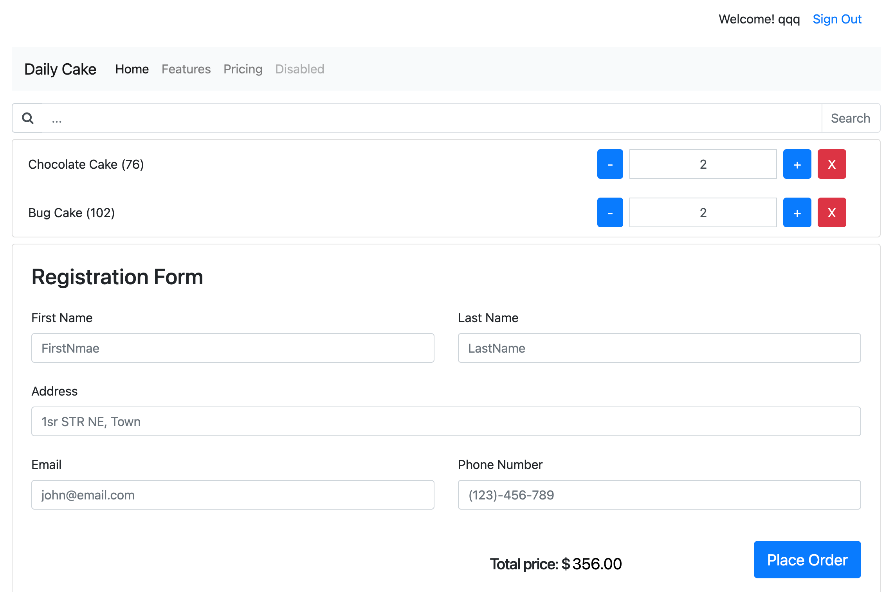 Welcome! qqq Sign Out
Daily Cake Home Features Pricing Disabled
... Search
Chocolate Cake (76) - 2 + X
Bug Cake (102) - 2 + X
Registration Form
First Name Last Name
FirstNmae LastName
Address
1sr STR NE, Town
Email Phone Number
john@email.com (123)-456-789
Total price: $ 356.00 Place Order